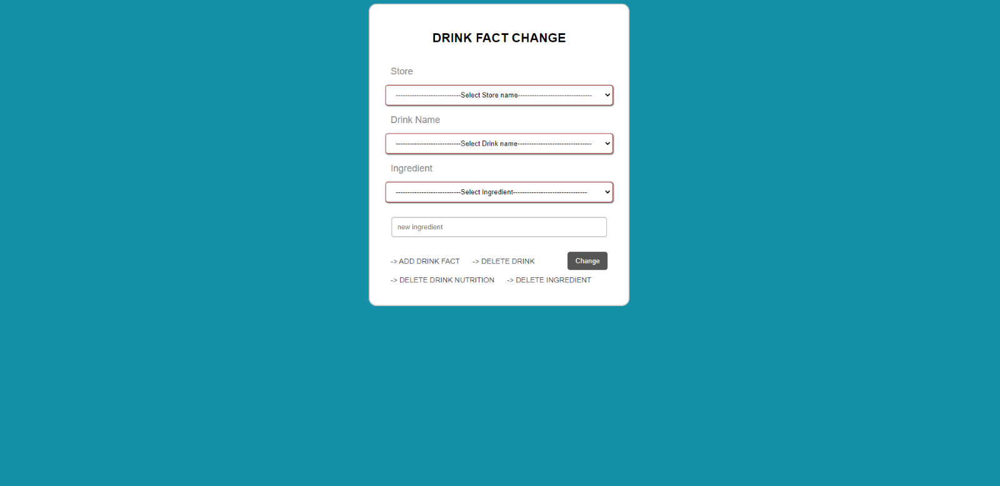 DRINK FACT CHANGE
Store
----------------------------Select Store name--------------------------------
Drink Name
----------------------------Select Drink name--------------------------------
Ingredient
----------------------------Select Ingredient--------------------------------
new ingredient
-> ADD DRINK FACT -> DELETE DRINK Change
-> DELETE DRINK NUTRITION -> DELETE INGREDIENT